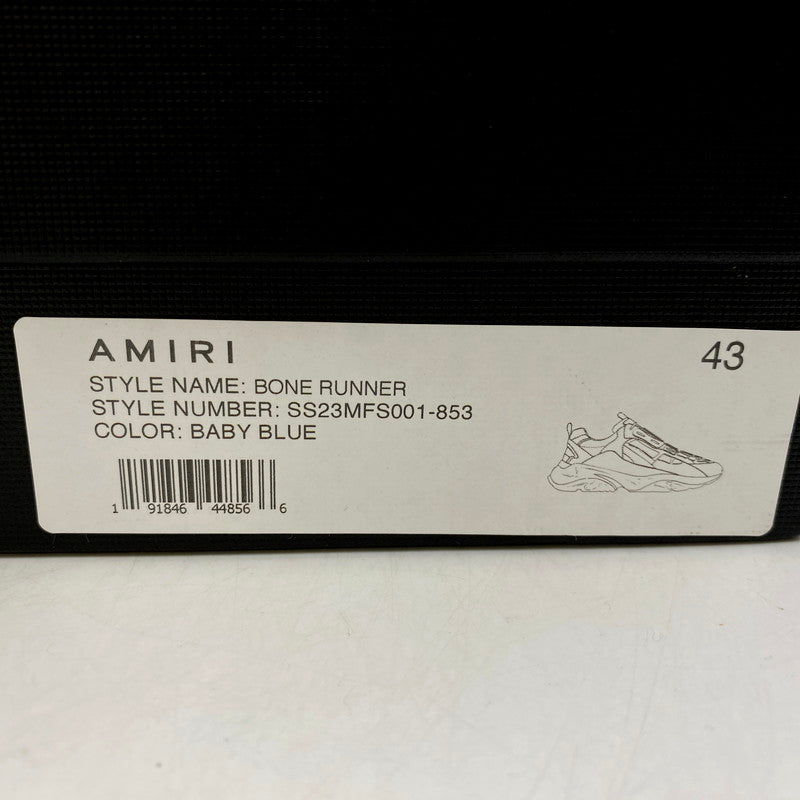 AMIRI
43
STYLE NAME: BONE RUNNER
STYLE NUMBER: SS23MFS001-853
COLOR: BABY BLUE
1 91846 44856 6